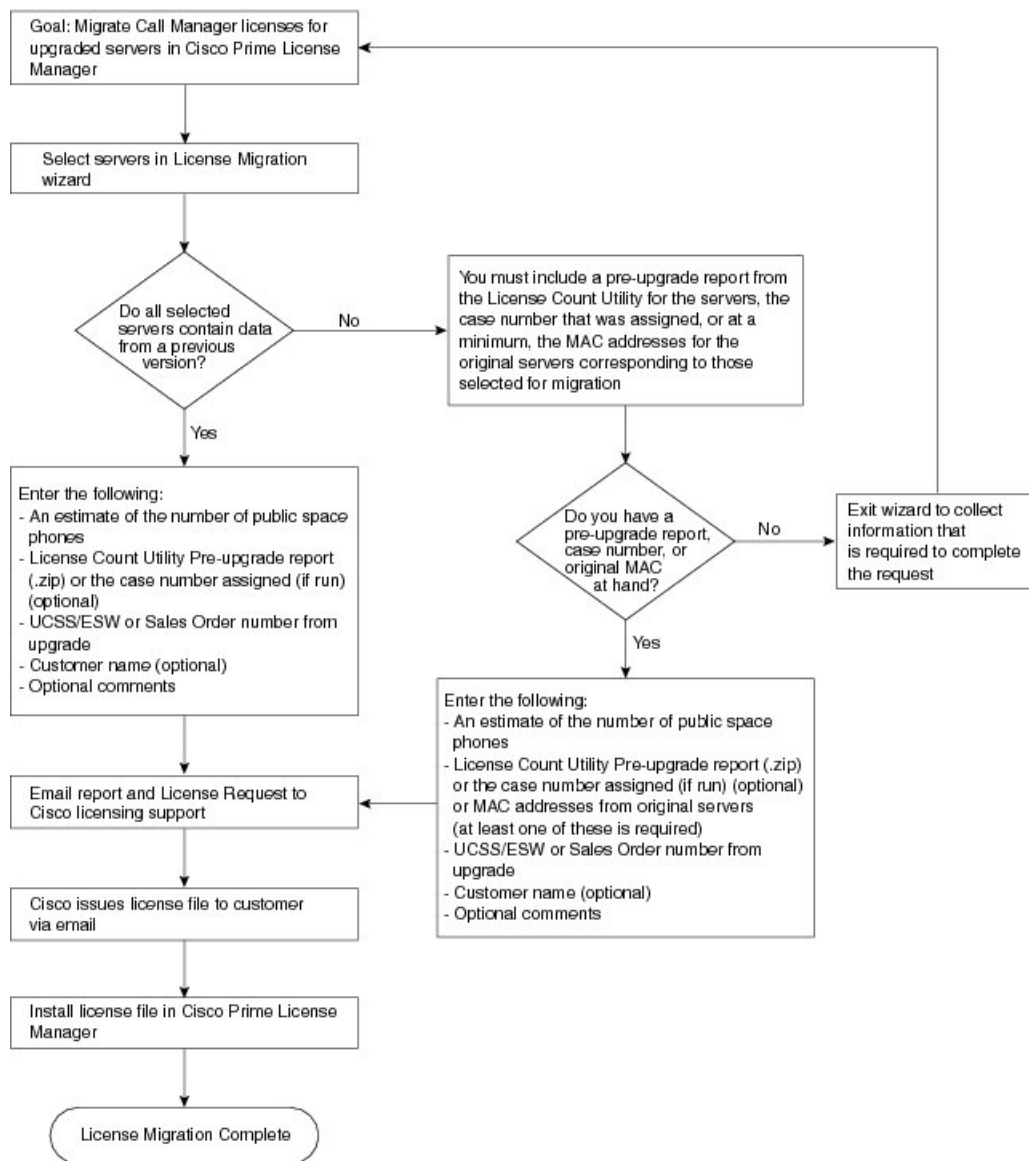 Goal: Migrate Call Manager licenses for
upgraded servers in Cisco Prime License
Manager
Select servers in License Migration
wizard
Do all selected
servers contain data
from a previous
version?
No
You must include a pre-upgrade report from
the License Count Utility for the servers, the
case number that was assigned, or at a
minimum, the MAC addresses for the
original servers corresponding to those
selected for migration
Yes
Do you have a
pre-upgrade report,
case number, or
original MAC
at hand?
No
Exit wizard to collect
information that
is required to complete
the request
Enter the following:
- An estimate of the number of public space
phones
- License Count Utility Pre-upgrade report
(.zip) or the case number assigned (if run)
(optional)
- UCSS/ESW or Sales Order number from
upgrade
- Customer name (optional)
- Optional comments
Yes
Enter the following:
- An estimate of the number of public space
phones
- License Count Utility Pre-upgrade report (.zip)
or the case number assigned (if run) (optional)
or MAC addresses from original servers
(at least one of these is required)
- UCSS/ESW or Sales Order number from
upgrade
- Customer name (optional)
- Optional comments
Email report and License Request to
Cisco licensing support
Cisco issues license file to customer
via email
Install license file in Cisco Prime License
Manager
License Migration Complete